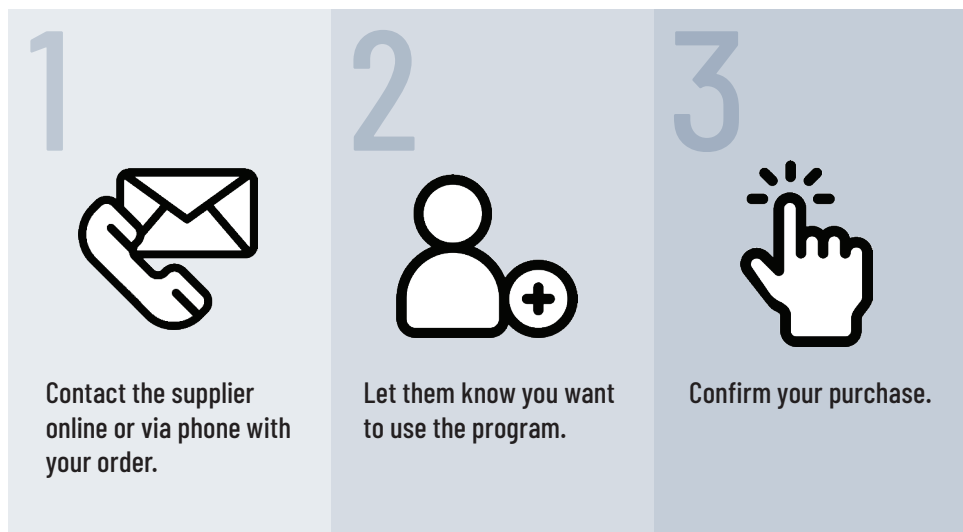 1
Contact the supplier
online or via phone with
your order.
2
Let them know you want
to use the program.
3
Confirm your purchase.